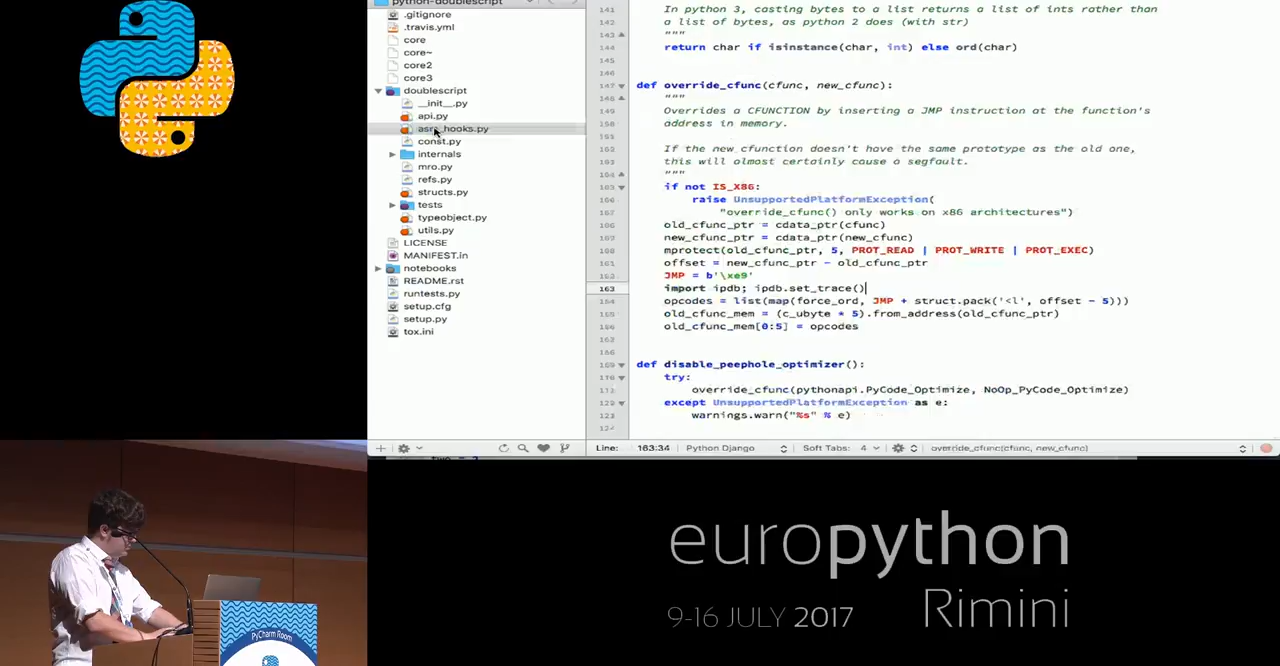 python-doublescript
.gitignore
.travis.yml
core
core~
core2
core3
doublescript
__init__.py
api.py
asm_hooks.py
const.py
internals
mro.py
refs.py
structs.py
tests
typeobject.py
utils.py
LICENSE
MANIFEST.in
notebooks
README.rst
runtests.py
setup.cfg
setup.py
tox.ini
In python 3, casting bytes to a list returns a list of ints rather than
a list of bytes, as python 2 does (with str)
"""
return char if isinstance(char, int) else ord(char)
def override_cfunc(cfunc, new_cfunc):
"""
Overrides a CFUNCTION by inserting a JMP instruction at the function's
address in memory.
If the new_cfunction doesn't have the same prototype as the old one,
this will almost certainly cause a segfault.
"""
if not IS_X86:
raise UnsupportedPlatformException(
"override_cfunc() only works on x86 architectures")
old_cfunc_ptr = cdata_ptr(cfunc)
new_cfunc_ptr = cdata_ptr(new_cfunc)
mprotect(old_cfunc_ptr, 5, PROT_READ | PROT_WRITE | PROT_EXEC)
offset = new_cfunc_ptr - old_cfunc_ptr
JMP = b'\xe9'
163 import ipdb; ipdb.set_trace()
opcodes = list(map(force_ord, JMP + struct.pack('<l', offset - 5)))
old_cfunc_mem = (c_ubyte * 5).from_address(old_cfunc_ptr)
old_cfunc_mem[0:5] = opcodes
def disable_peephole_optimizer():
try:
override_cfunc(pythonapi.PyCode_Optimize, NoOp_PyCode_Optimize)
except UnsupportedPlatformException as e:
warnings.warn("%s" % e)
Line: 163:34 Python Django Soft Tabs: 4 override_cfunc(cfunc, new_cfunc)
europython
9-16 JULY 2017 Rimini
PyCharm Room